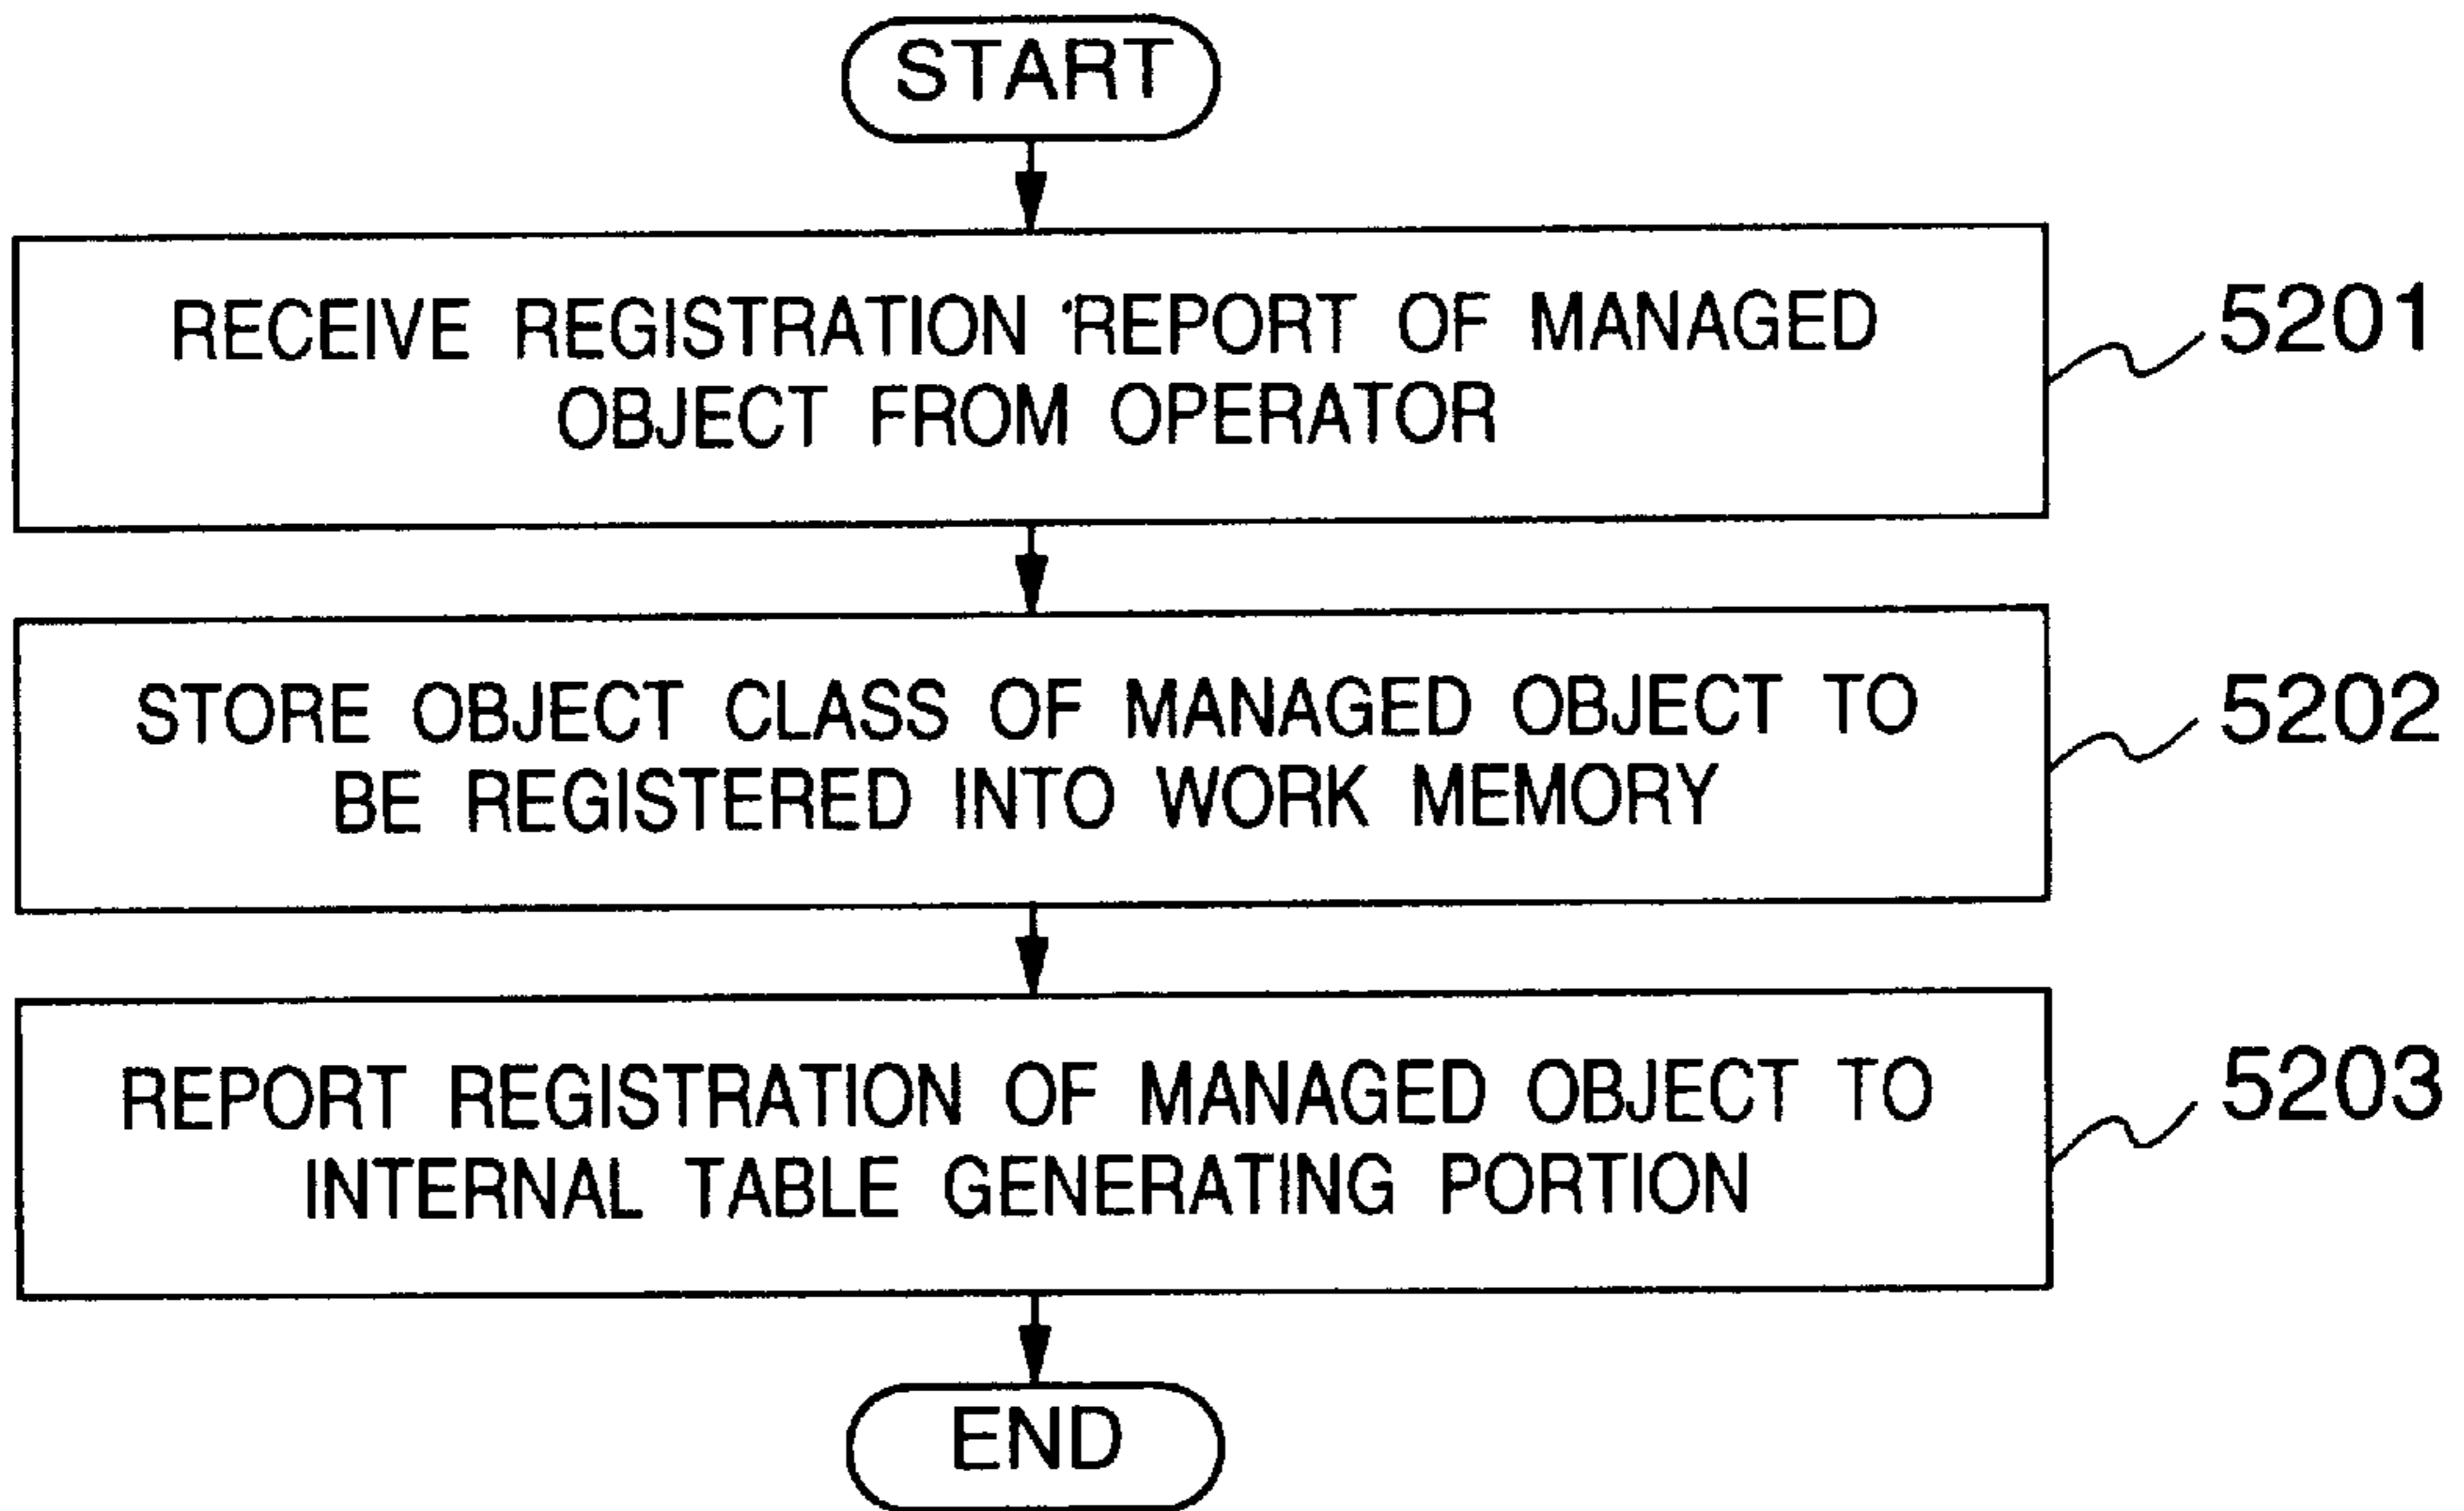 START
RECEIVE REGISTRATION REPORT OF MANAGED
OBJECT FROM OPERATOR
5201
STORE OBJECT CLASS OF MANAGED OBJECT TO
BE REGISTERED INTO WORK MEMORY
5202
REPORT REGISTRATION OF MANAGED OBJECT TO
INTERNAL TABLE GENERATING PORTION
5203
END